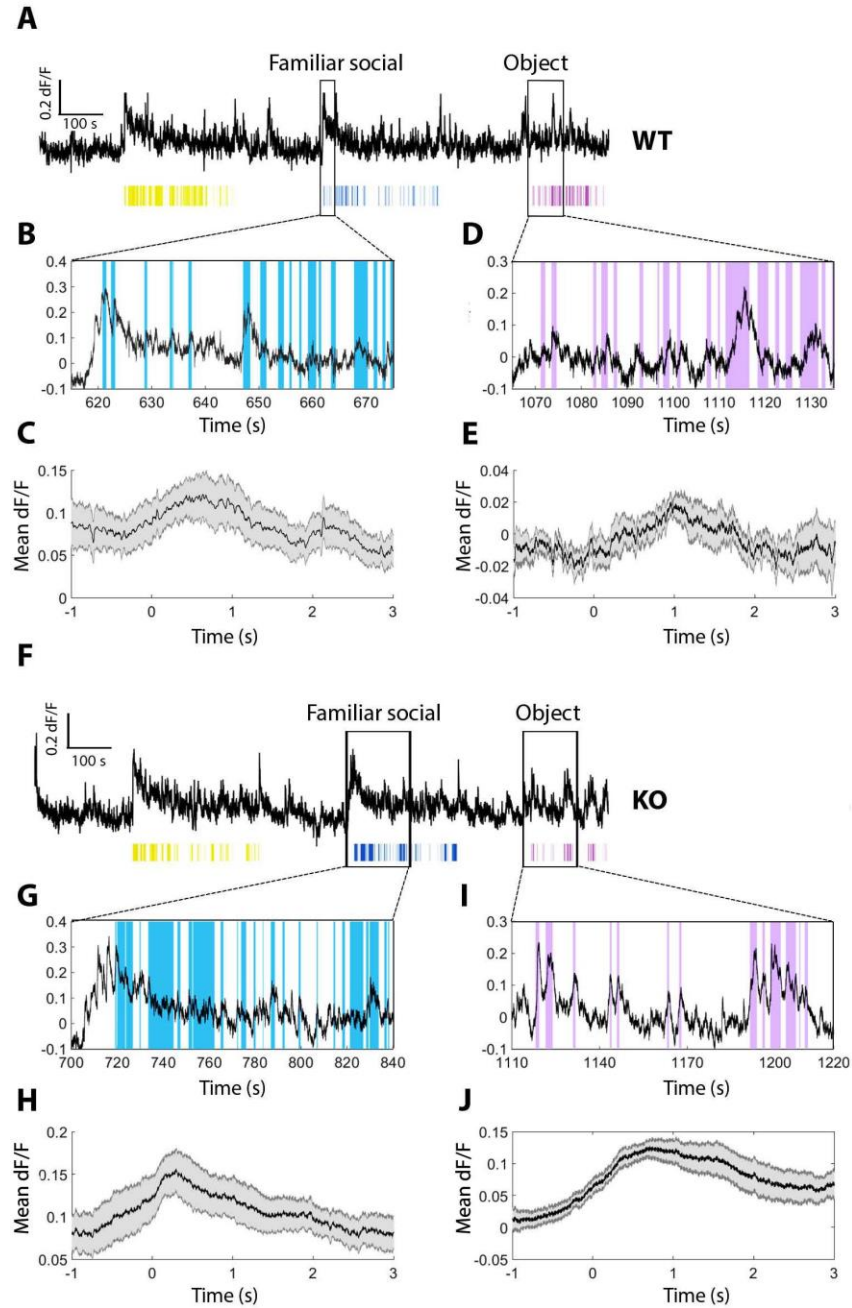 A
Familiar social
Object
0.2 dF/F
100 s
WT
B
0.4
0.3
0.2
0.1
0
-0.1
620 630 640 650 660 670
Time (s)
D
0.3
0.2
0.1
0
-0.1
1070 1080 1090 1100 1110 1120 1130
Time (s)
C
Mean dF/F
0.15
0.1
0.05
0
-1 0 1 2 3
Time (s)
E
Mean dF/F
0.04
0.02
0
-0.02
-0.04
-1 0 1 2 3
Time (s)
F
Familiar social
Object
0.2 dF/F
100 s
KO
G
0.4
0.3
0.2
0.1
0
-0.1
700 720 740 760 780 800 820 840
Time (s)
I
0.4
0.3
0.2
0.1
0
-0.1
1110 1140 1170 1200 1220
Time (s)
H
Mean dF/F
0.2
0.15
0.1
0.05
-1 0 1 2 3
Time (s)
J
Mean dF/F
0.15
0.1
0.05
0
-0.05
-1 0 1 2 3
Time (s)